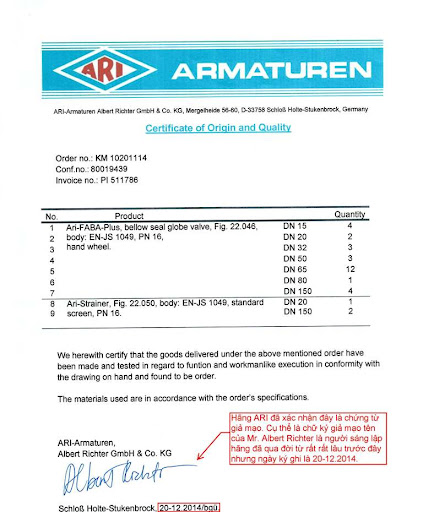 ARI ARMATUREN
ARI-Armaturen Albert Richter GmbH & Co. KG, Mergelheide 56-60, D-33758 Schloß Holte-Stukenbrock, Germany
Certificate of Origin and Quality
Order no.: KM 10201114
Conf.no.: 80019439
Invoice no.: PI 511786
No. Product Quantity
1 Ari-FABA-Plus, bellow seal globe valve, Fig. 22.046, DN 15 4
2 body: EN-JS 1049, PN 16, DN 20 2
3 hand wheel. DN 32 3
4 DN 50 3
5 DN 65 12
6 DN 80 1
7 DN 150 4
8 Ari-Strainer, Fig. 22.050, body: EN-JS 1049, standard DN 20 1
9 screen, PN 16. DN 150 2
We herewith certify that the goods delivered under the above mentioned order have
been made and tested in regard to funtion and workmanlike execution in conformity with
the drawing on hand and found to be order.
The materials used are in accordance with the order's specifications.
Hãng ARI đã xác nhận đây là chứng từ
giả mạo. Cụ thể là chữ ký giả mạo tên
của Mr. Albert Richter là người sáng lập
hãng đã qua đời từ rất rất lâu trước đây
nhưng ngày ký ghi là 20-12.2014.
ARI-Armaturen,
Albert Richter GmbH & Co. KG
Albert Richter
Schloß Holte-Stukenbrock, 20-12.2014/bgü